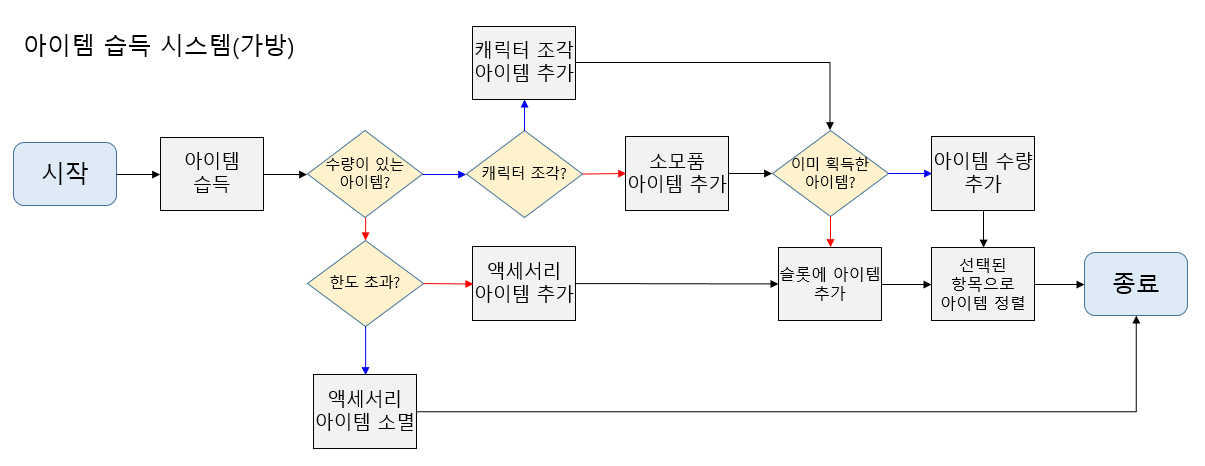 아이템 습득 시스템(가방)
캐릭터 조각
아이템 추가
시작
아이템
습득
수량이 있는
아이템?
캐릭터 조각?
소모품
아이템 추가
이미 획득한
아이템?
아이템 수량
추가
한도 초과?
액세서리
아이템 추가
슬롯에 아이템
추가
선택된
항목으로
아이템 정렬
종료
액세서리
아이템 소멸